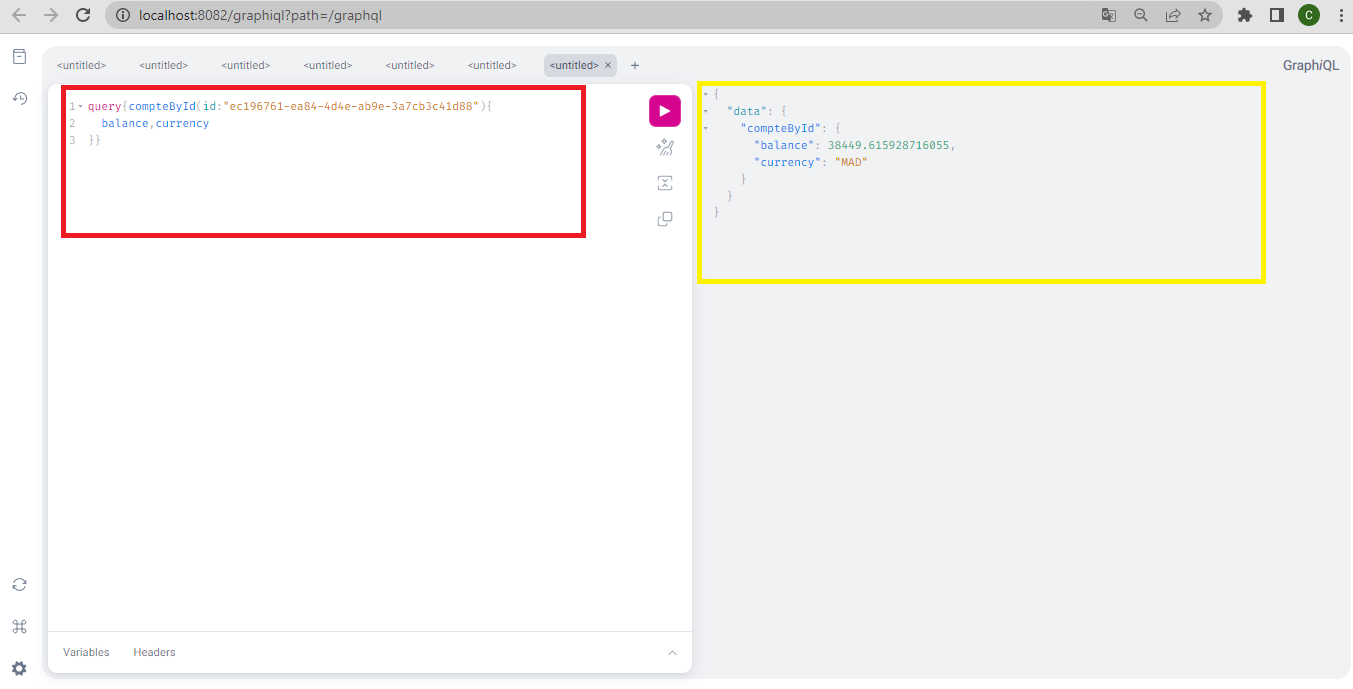 localhost:8082/graphiql?path=/graphql
C
<untitled> <untitled> <untitled> <untitled> <untitled> <untitled> <untitled> × +
GraphiQL
1 query{compteById(id:"ec196761-ea84-4d4e-ab9e-3a7cb3c41d88"){
2 balance,currency
3 }}
{
"data": {
"compteById": {
"balance": 38449.615928716055,
"currency": "MAD"
}
}
}
Variables Headers